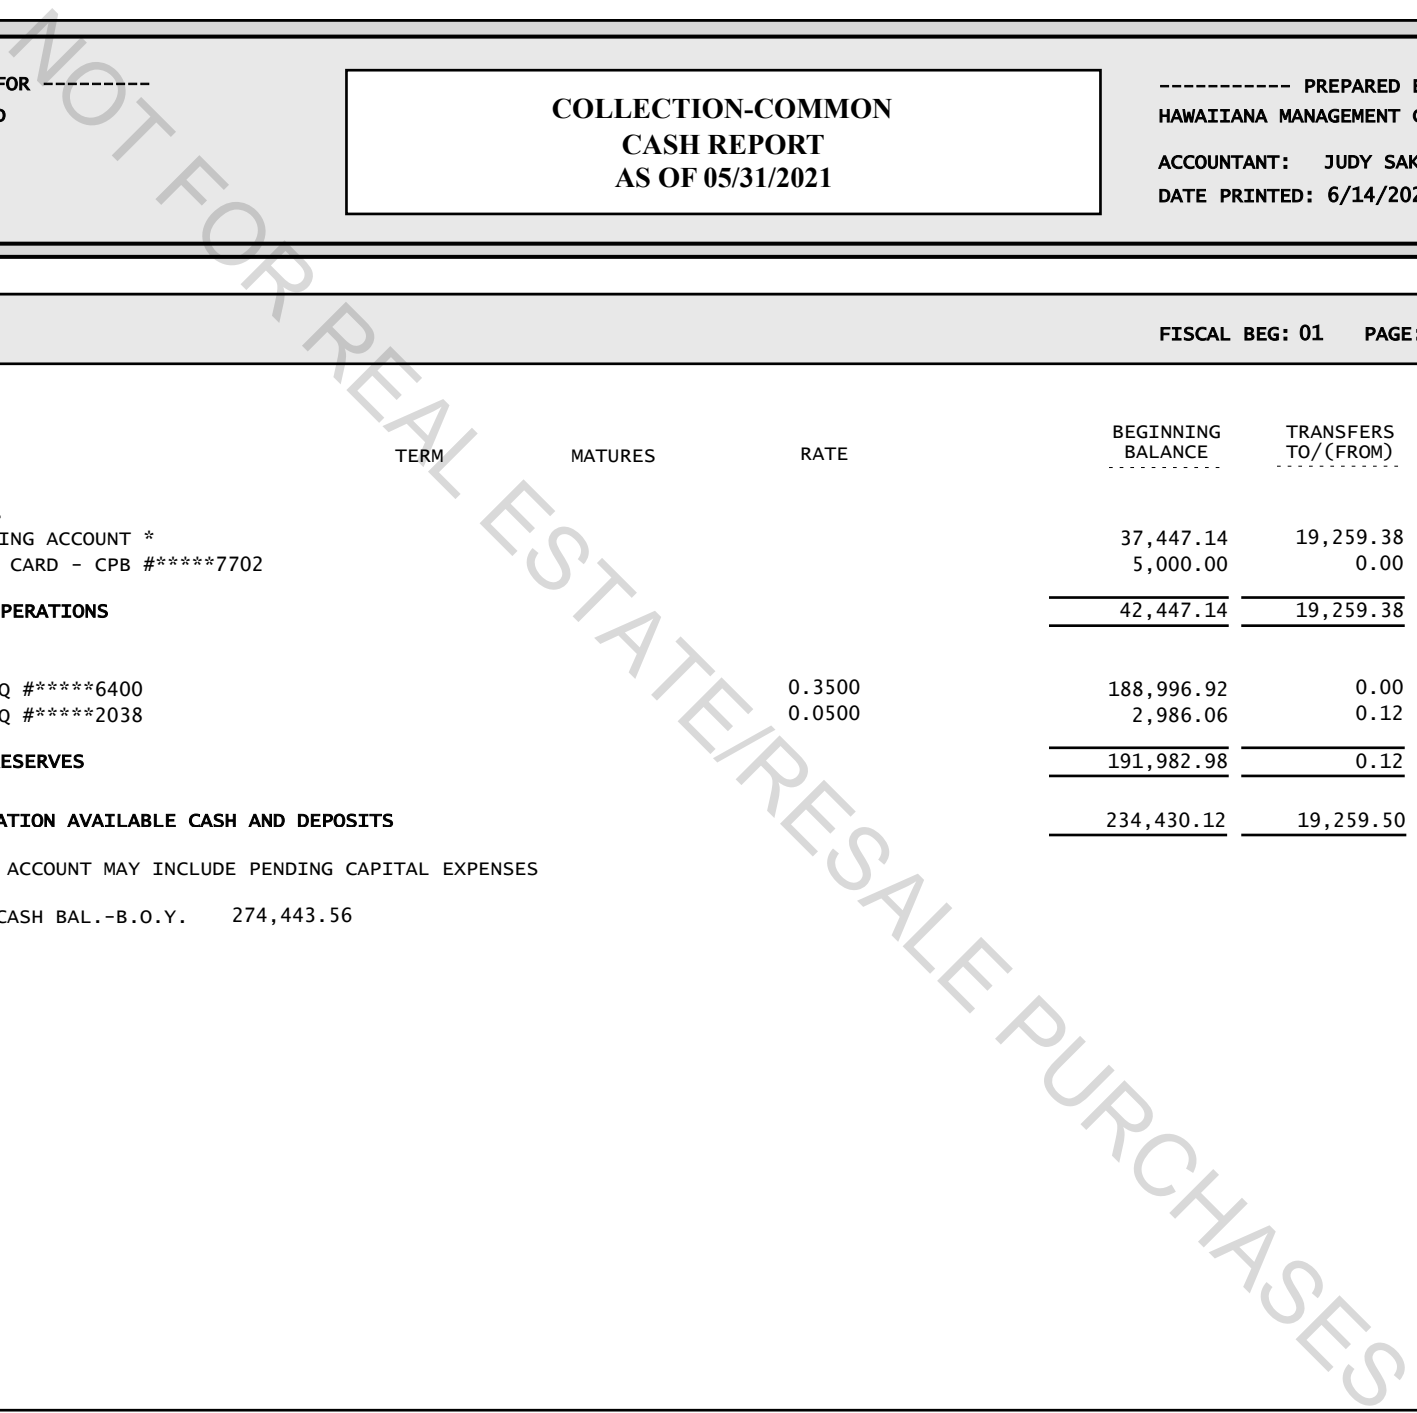 FOR ---------
COLLECTION-COMMON
CASH REPORT
AS OF 05/31/2021
----------- PREPARED
HAWAIIANA MANAGEMENT
ACCOUNTANT: JUDY SAK
DATE PRINTED: 6/14/202
FISCAL BEG: 01 PAGE:
TERM MATURES RATE BEGINNING BALANCE TRANSFERS TO/(FROM)
ING ACCOUNT * 37,447.14 19,259.38
CARD - CPB #*****7702 5,000.00 0.00
PERATIONS 42,447.14 19,259.38
Q #*****6400 0.3500 188,996.92 0.00
Q #*****2038 0.0500 2,986.06 0.12
ESERVES 191,982.98 0.12
ATION AVAILABLE CASH AND DEPOSITS 234,430.12 19,259.50
ACCOUNT MAY INCLUDE PENDING CAPITAL EXPENSES
CASH BAL.-B.O.Y. 274,443.56
NOT FOR REAL ESTATE/RESALE PURCHASES